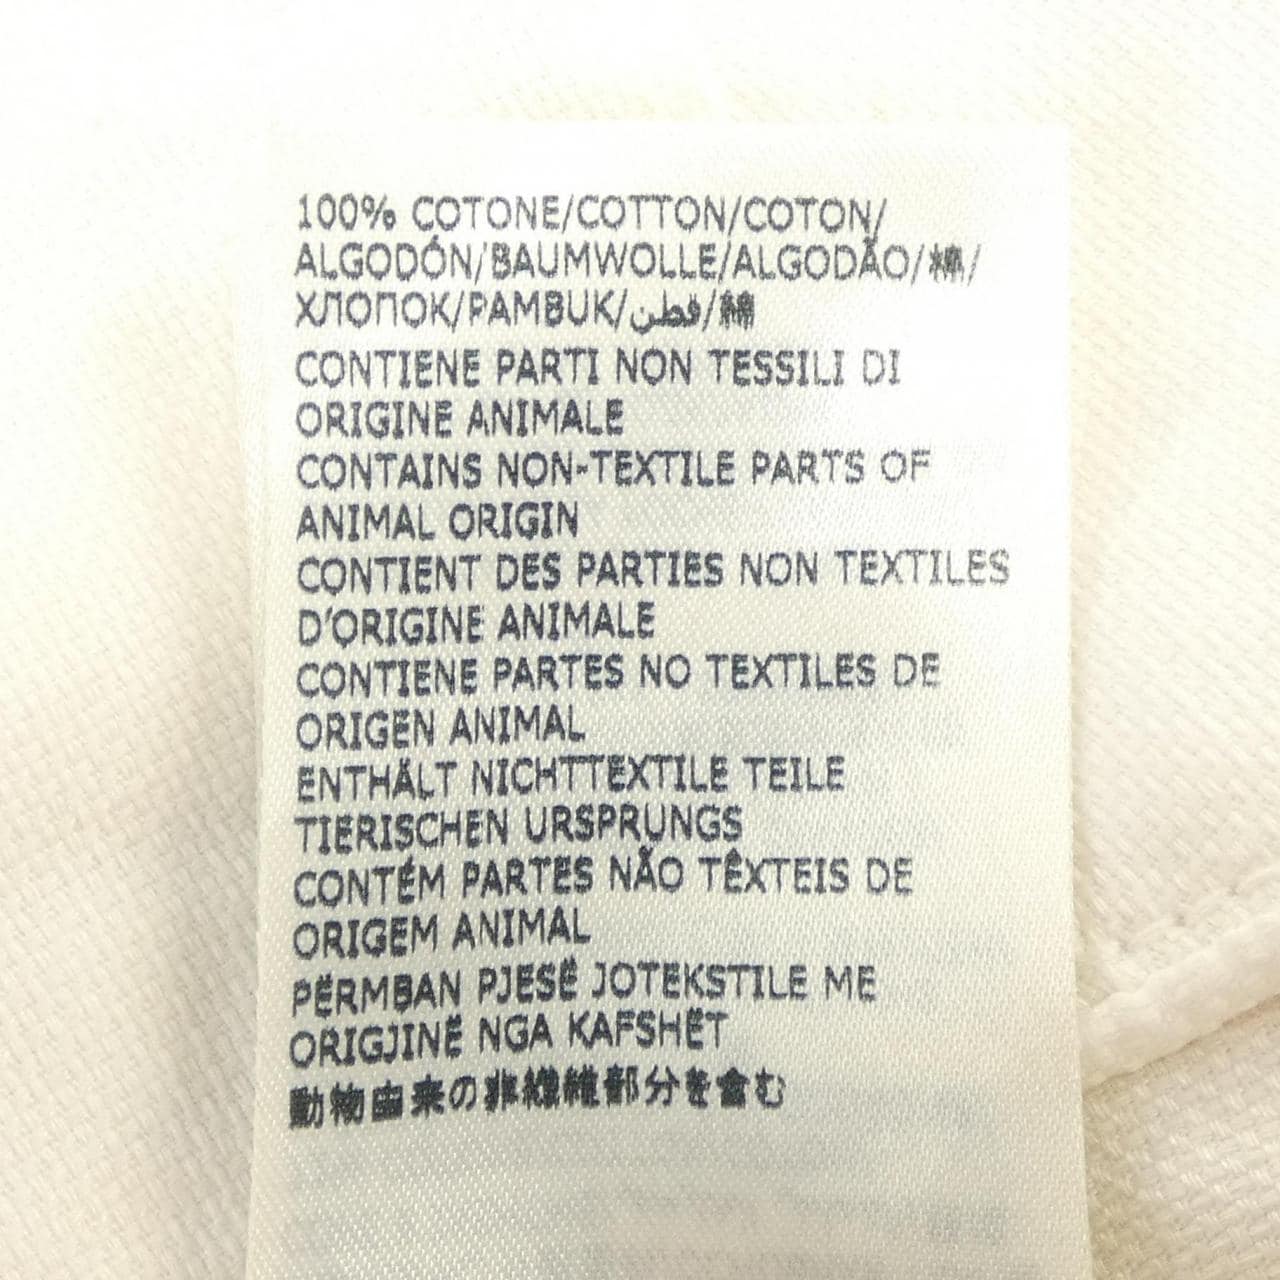 100% COTONE/COTTON/COTON/
ALGODÓN/BAUMWOLLE/ALGODÃO/棉/
ХЛОПОК/PAMBUK/قطن/綿
CONTIENE PARTI NON TESSILI DI
ORIGINE ANIMALE
CONTAINS NON-TEXTILE PARTS OF
ANIMAL ORIGIN
CONTIENT DES PARTIES NON TEXTILES
D'ORIGINE ANIMALE
CONTIENE PARTES NO TEXTILES DE
ORIGEN ANIMAL
ENTHÄLT NICHTTEXTILE TEILE
TIERISCHEN URSPRUNGS
CONTÉM PARTES NÃO TÊXTEIS DE
ORIGEM ANIMAL
PËRMBAN PJESË JOTEKSTILE ME
ORIGJINË NGA KAFSHËT
動物由来の非繊維部分を含む